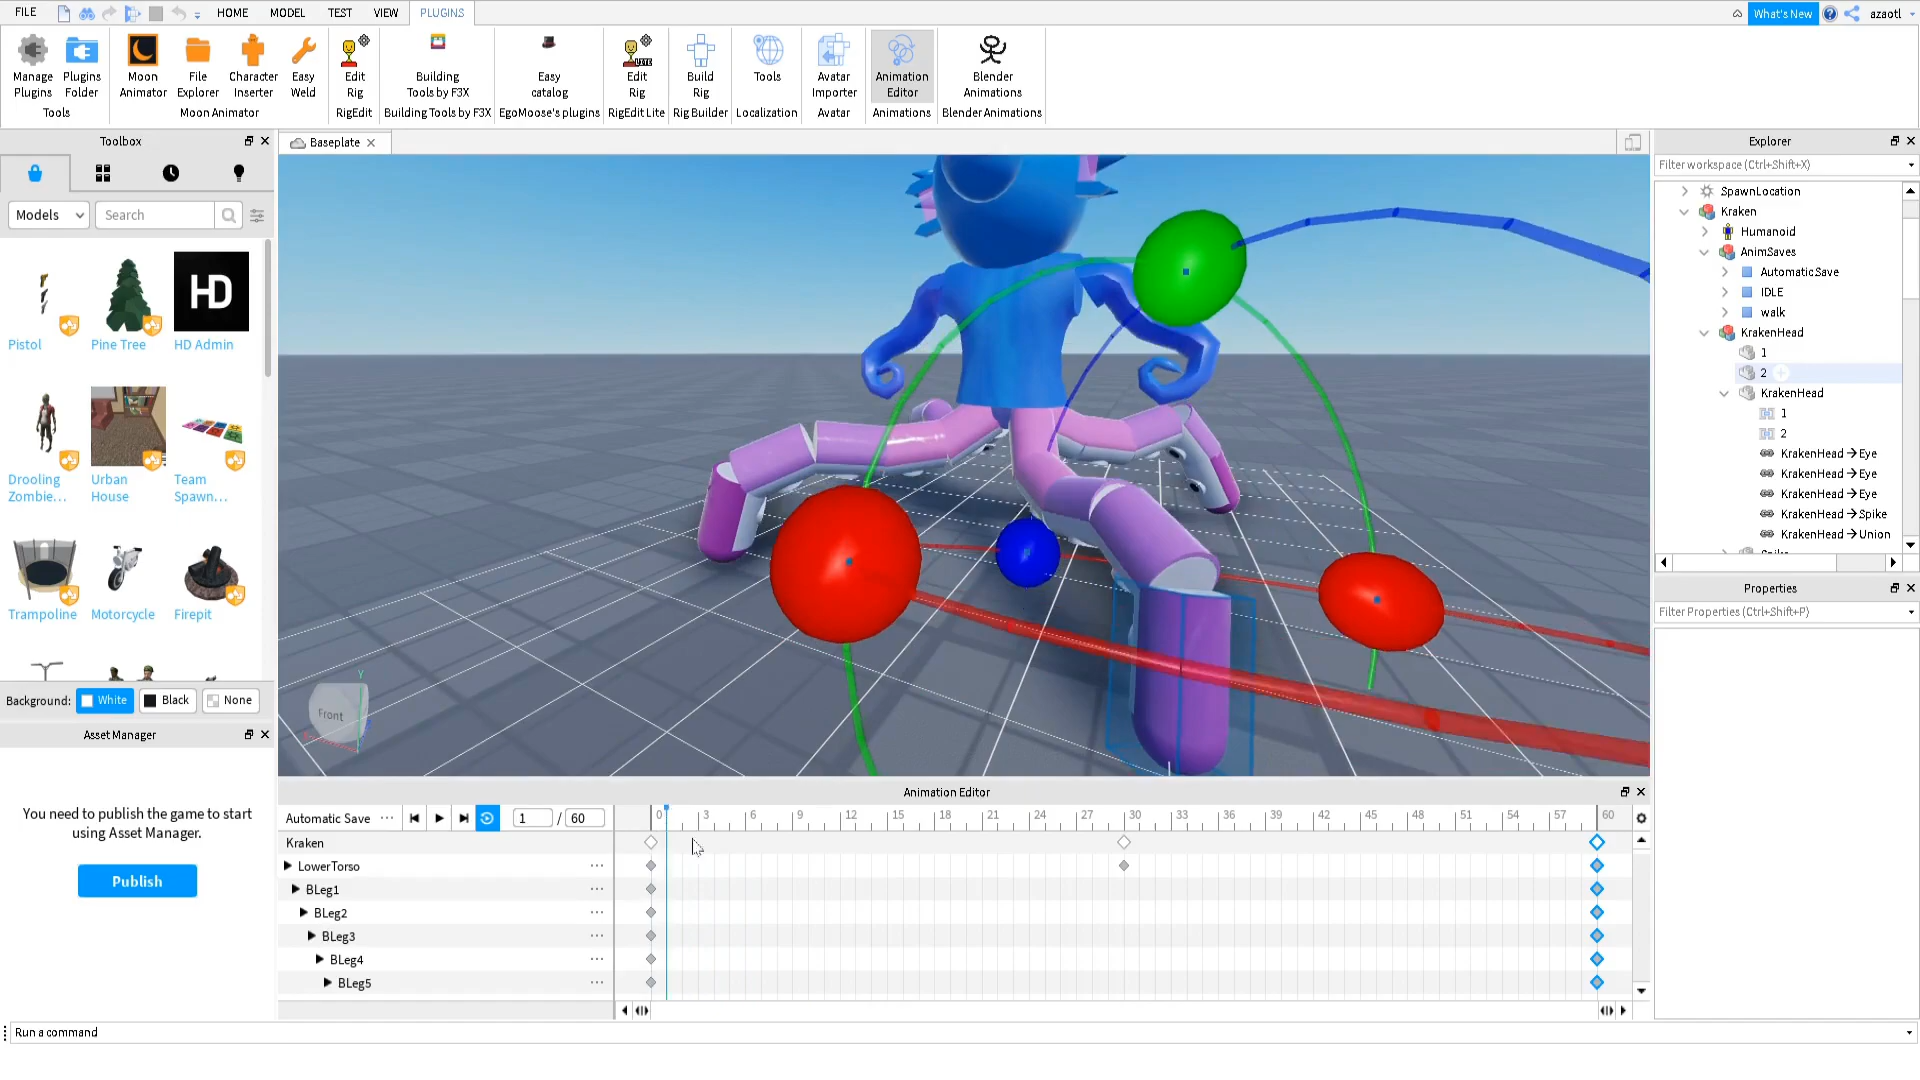 FILE HOME MODEL TEST VIEW PLUGINS What's New azaotl
Manage Plugins
Plugins Folder
Tools
Moon Animator
File Explorer
Character Inserter
Easy Weld
Moon Animator
Edit Rig
RigEdit
Building Tools by F3X
Building Tools by F3X
Easy catalog
EgoMoose's plugins
Edit Rig
LITE
RigEdit Lite
Build Rig
Rig Builder
Tools
Localization
Avatar Importer
Avatar
Animation Editor
Animations
Blender Animations
Blender Animations
Toolbox
Models Search
HD
Pistol Pine Tree HD Admin
Drooling Zombie...
Urban House
Team Spawn...
Trampoline Motorcycle Firepit
Background: White Black None
Asset Manager
You need to publish the game to start
using Asset Manager.
Publish
Baseplate
Front
Y
Animation Editor
Automatic Save ... 1 / 60
0 3 6 9 12 15 18 21 24 27 30 33 36 39 42 45 48 51 54 57 60
Kraken
LowerTorso ...
BLeg1 ...
BLeg2 ...
BLeg3 ...
BLeg4 ...
BLeg5 ...
Explorer
Filter workspace (Ctrl+Shift+X)
SpawnLocation
Kraken
Humanoid
AnimSaves
Automatic Save
IDLE
walk
KrakenHead
1
2
KrakenHead
1
2
KrakenHead→Eye
KrakenHead→Eye
KrakenHead→Eye
KrakenHead→Spike
KrakenHead→Union
Properties
Filter Properties (Ctrl+Shift+P)
Run a command